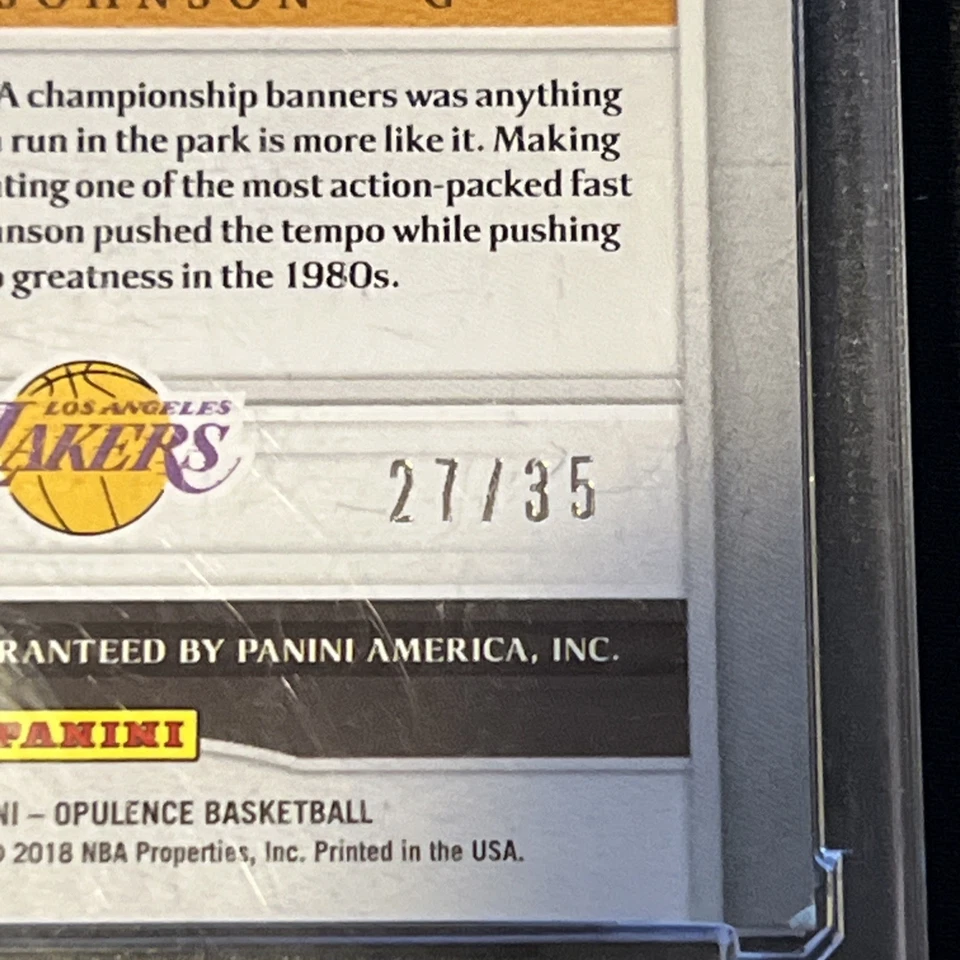 JOHNSON G
A championship banners was anything
run in the park is more like it. Making
ting one of the most action-packed fast
nson pushed the tempo while pushing
greatness in the 1980s.
LOS ANGELES
LAKERS
27/35
RANTEED BY PANINI AMERICA, INC.
PANINI
NI – OPULENCE BASKETBALL
© 2018 NBA Properties, Inc. Printed in the USA.